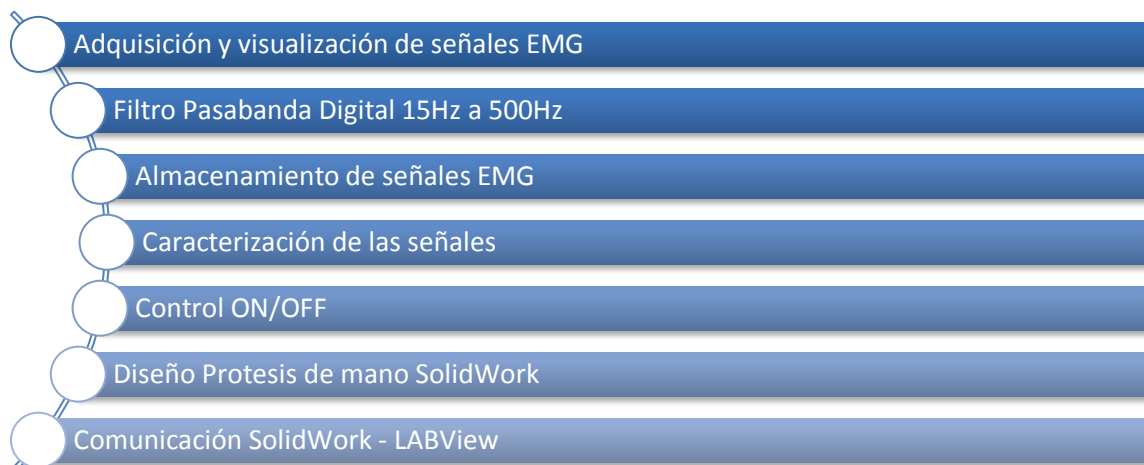 Adquisición y visualización de señales EMG
Filtro Pasabanda Digital 15Hz a 500Hz
Almacenamiento de señales EMG
Caracterización de las señales
Control ON/OFF
Diseño Protesis de mano SolidWork
Comunicación SolidWork - LABView